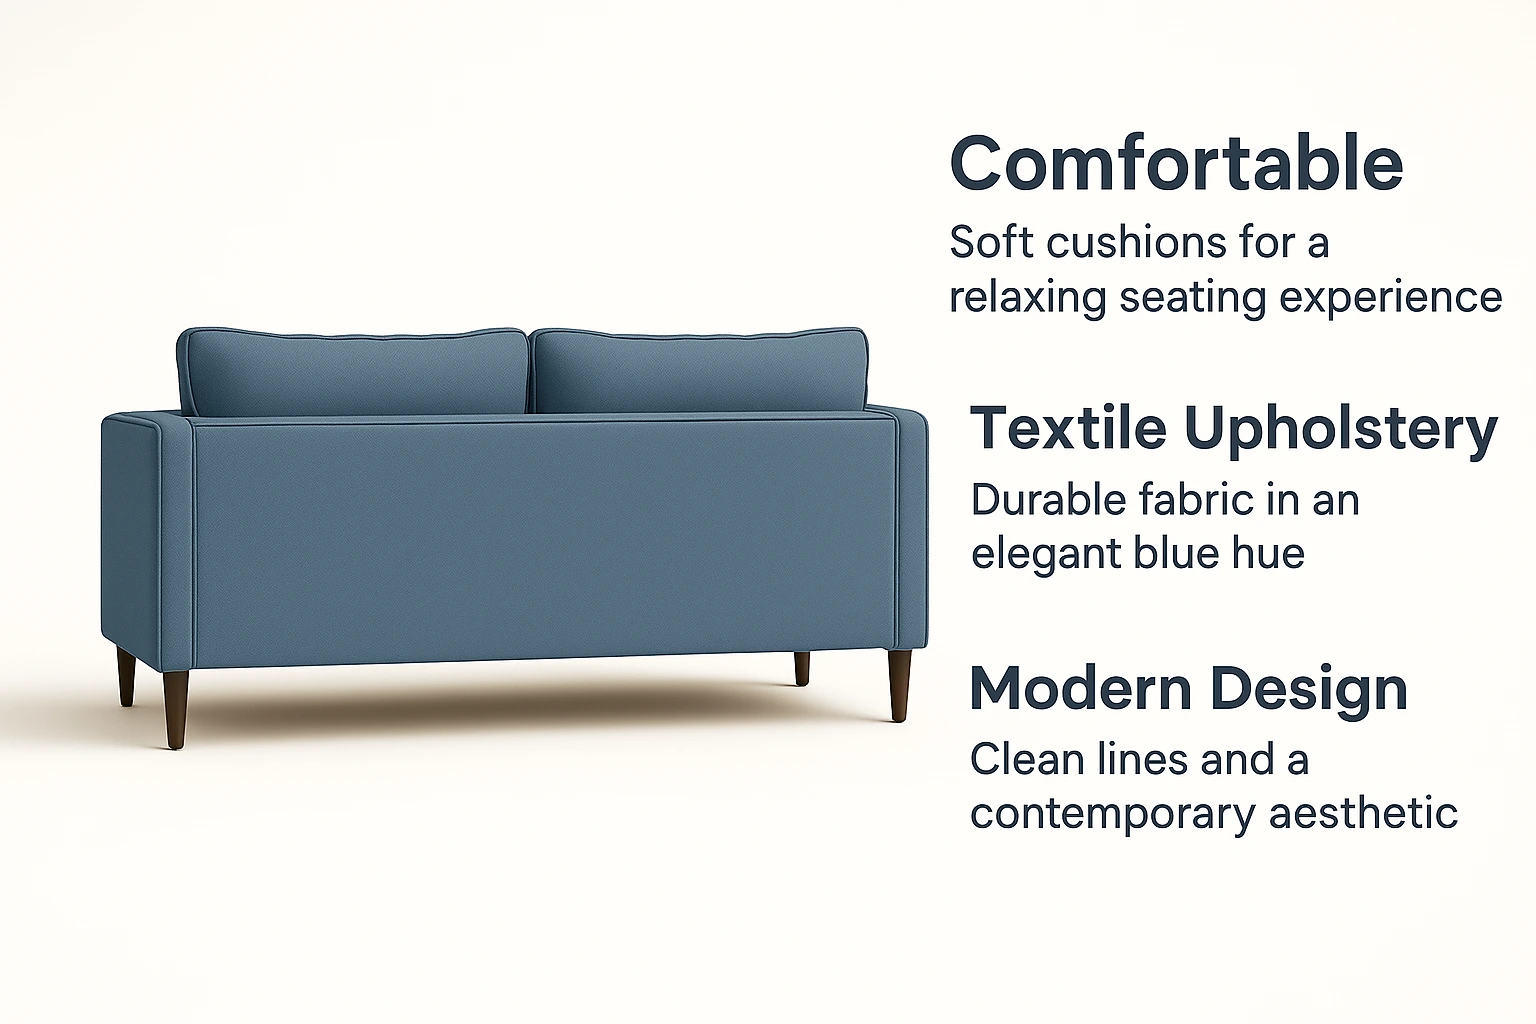 Comfortable
Soft cushions for a
relaxing seating experience
Textile Upholstery
Durable fabric in an
elegant blue hue
Modern Design
Clean lines and a
contemporary aesthetic